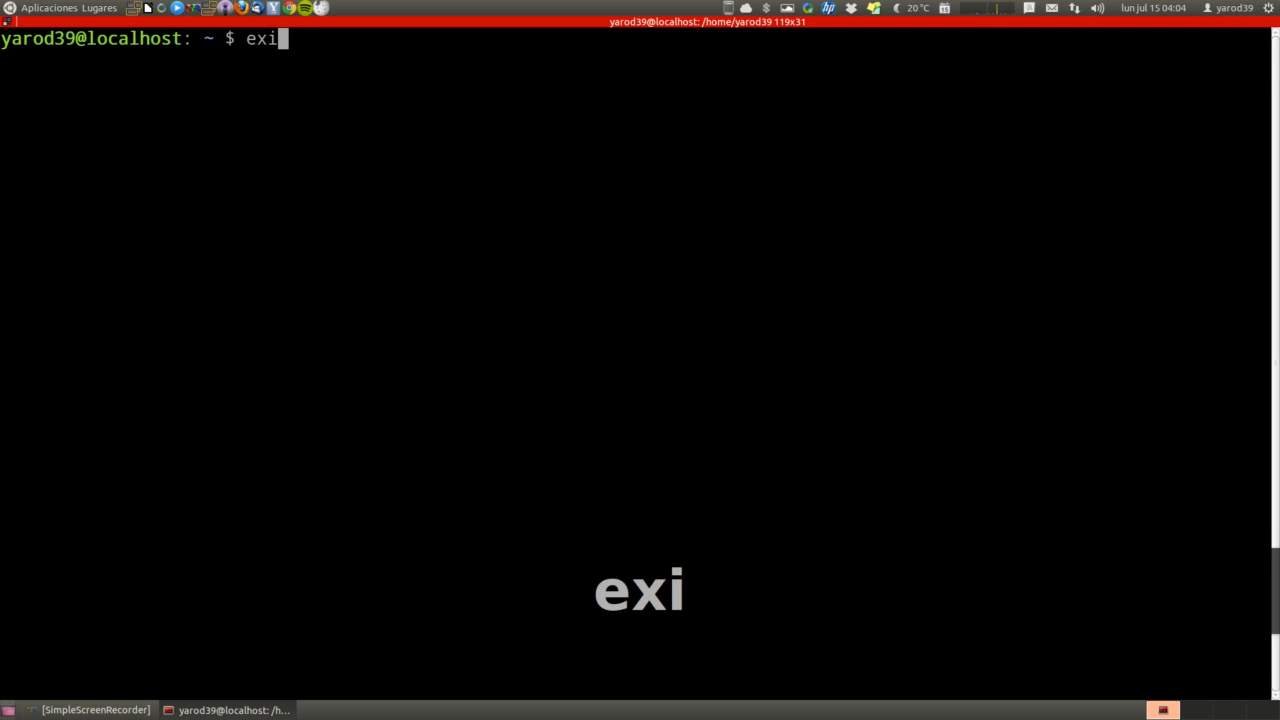 Aplicaciones Lugares
20°C
lun jul 15 04:04
yarod39
yarod39@localhost: /home/yarod39 119x31
yarod39@localhost: ~ $ exi
exi
[SimpleScreenRecorder]
yarod39@localhost: /h...